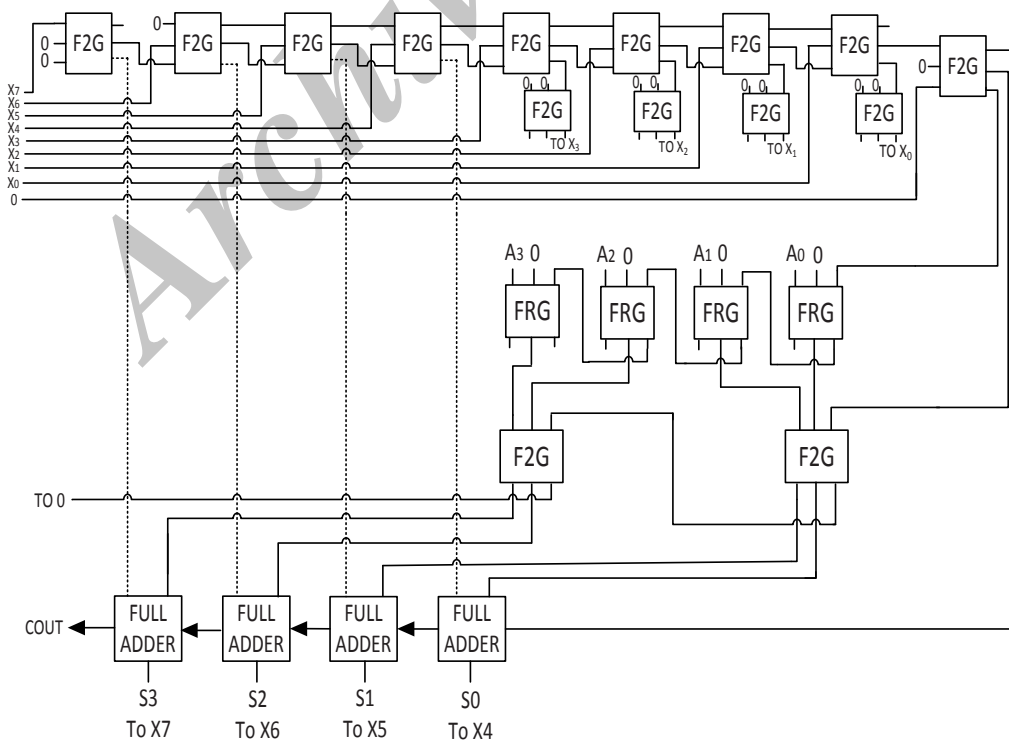 0
F2G F2G F2G F2G F2G F2G F2G F2G
0
0
F2G
0
X7
X6
X5
X4
X3
X2
X1
X0
0
0 0 0 0 0 0 0 0
F2G F2G F2G F2G
TO X3 TO X2 TO X1 TO X0
A3 0 A2 0 A1 0 A0 0
FRG FRG FRG FRG
F2G F2G
TO 0
COUT
FULL ADDER
FULL ADDER
FULL ADDER
FULL ADDER
S3 S2 S1 S0
To X7 To X6 To X5 To X4